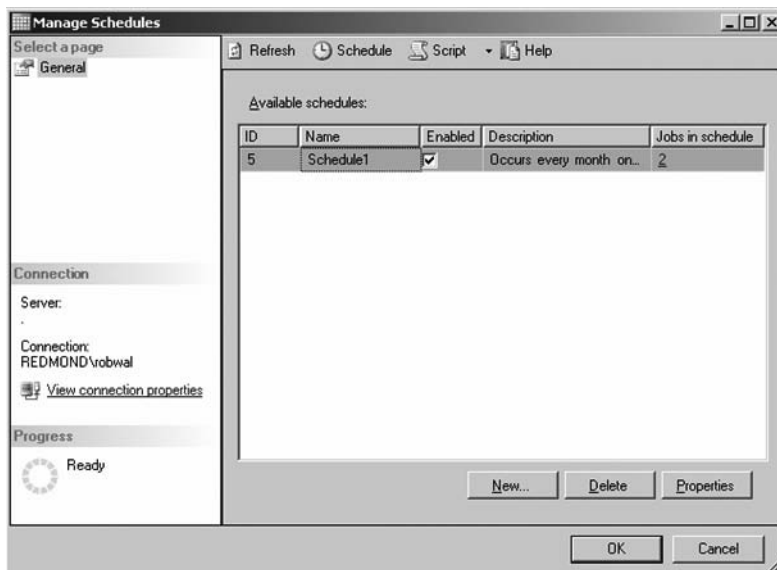 Manage Schedules
Select a page
General
Refresh Schedule Script Help
Available schedules:
ID Name Enabled Description Jobs in schedule
5 Schedule1 Occurs every month on... 2
Connection
Server:
.
Connection:
REDMOND\robwal
View connection properties
Progress
Ready
New... Delete Properties
OK Cancel